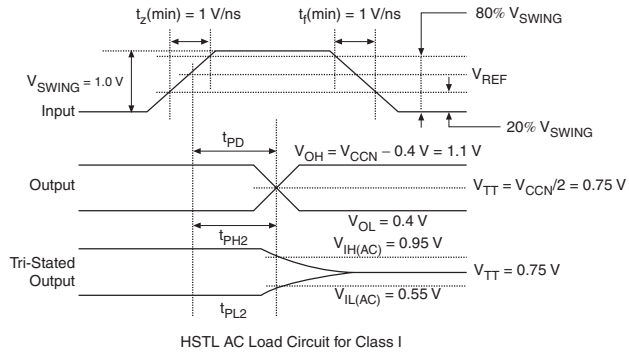 t_z(min) = 1 V/ns
t_f(min) = 1 V/ns
80% V_SWING
V_SWING = 1.0 V
V_REF
Input
20% V_SWING
t_PD
V_OH = V_CCN – 0.4 V = 1.1 V
Output
V_TT = V_CCN/2 = 0.75 V
V_OL = 0.4 V
t_PH2
V_IH(AC) = 0.95 V
Tri-Stated
Output
V_TT = 0.75 V
V_IL(AC) = 0.55 V
t_PL2
HSTL AC Load Circuit for Class I